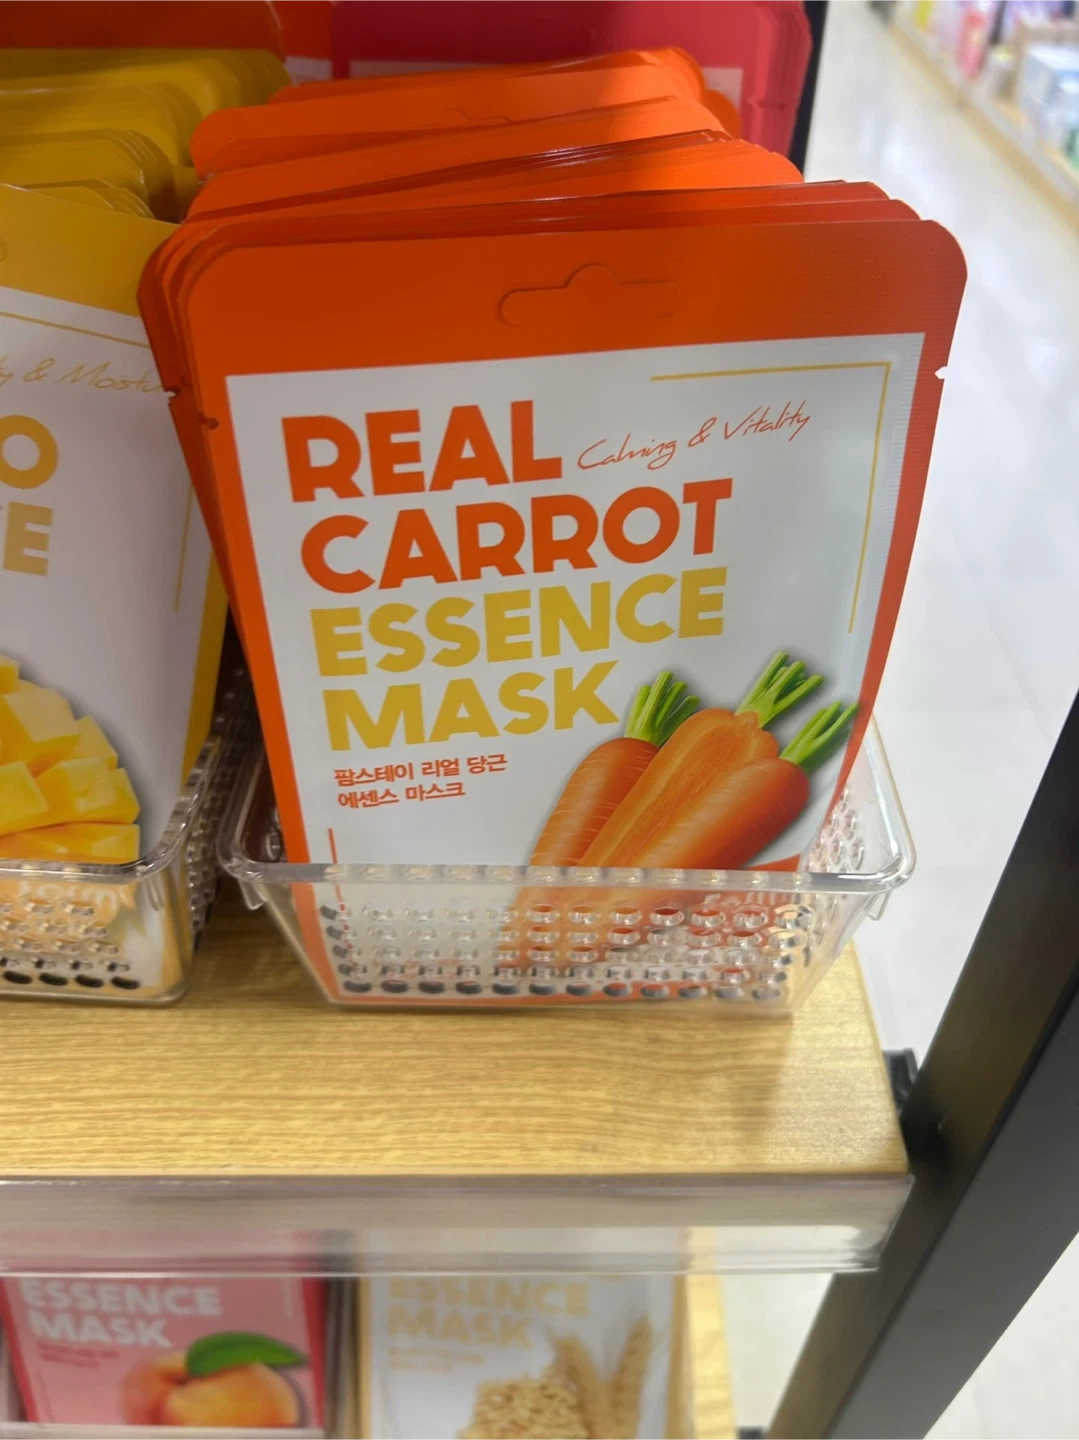 REAL
Calming & Vitality
CARROT
ESSENCE
MASK
팜스테이 리얼 당근
에센스 마스크
& Moistu
O
E
ESSENCE
MASK
ESSENCE
MASK